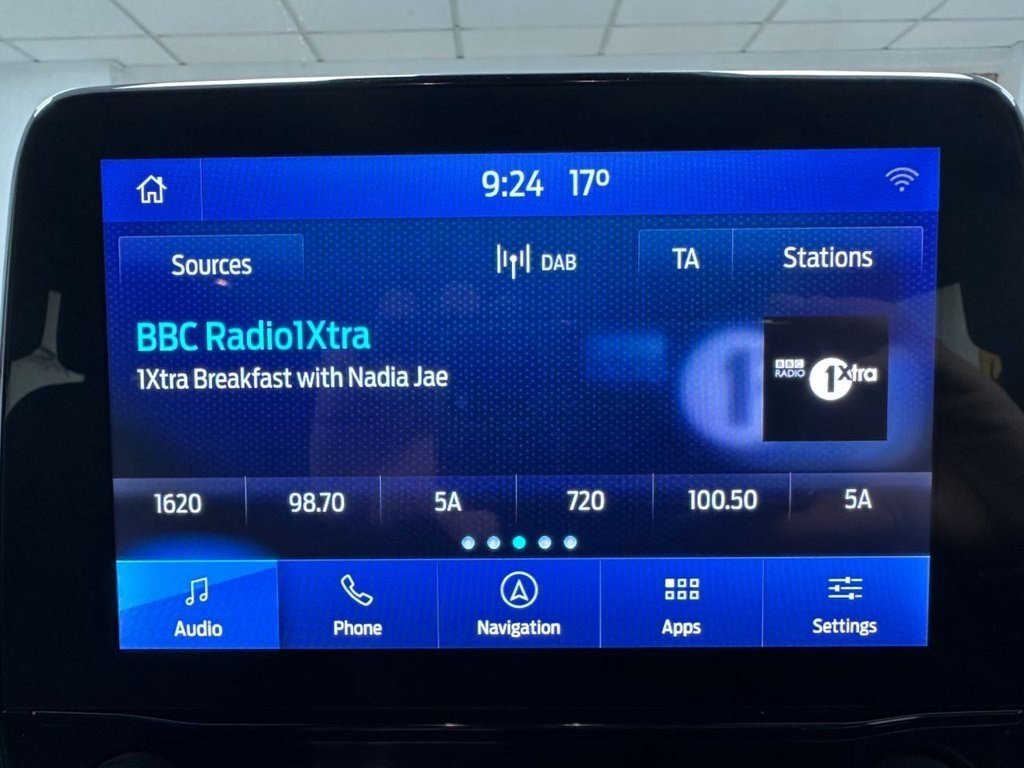 9:24 17°
Sources DAB TA Stations
BBC Radio1Xtra
1Xtra Breakfast with Nadia Jae
BBC
RADIO 1Xtra
1
1620 98.70 5A 720 100.50 5A
Audio Phone Navigation Apps Settings